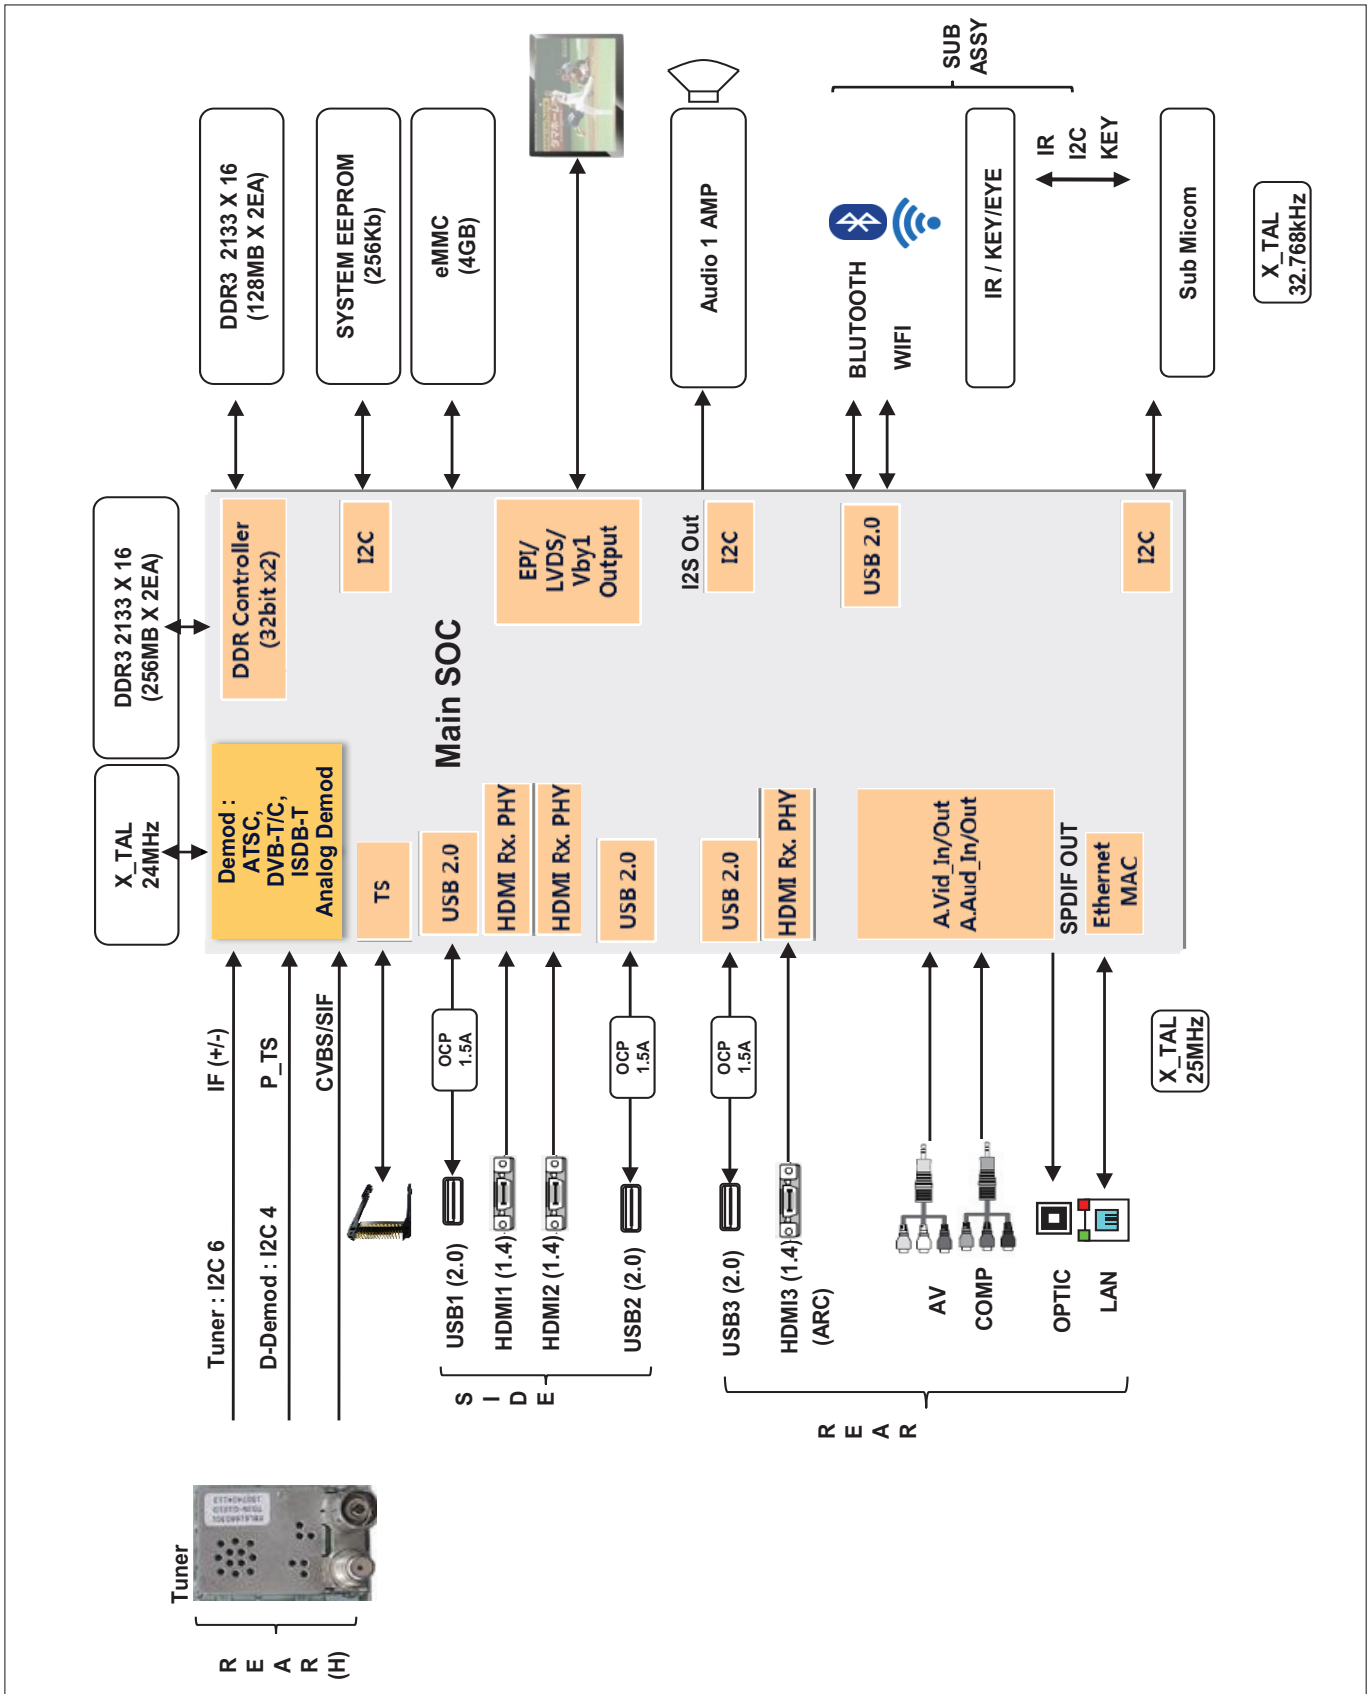 X_TAL
24MHz
DDR3 2133 X 16
(256MB X 2EA)
Tuner
R
E
A
R
(H)
Tuner : I2C 6
IF (+/-)
D-Demod : I2C 4
P_TS
CVBS/SIF
Demod :
ATSC,
DVB-T/C,
ISDB-T
Analog Demod
DDR Controller
(32bit x2)
DDR3 2133 X 16
(128MB X 2EA)
TS
I2C
SYSTEM EEPROM
(256Kb)
S
I
D
E
USB1 (2.0)
OCP
1.5A
USB 2.0
Main SOC
eMMC
(4GB)
HDMI1 (1.4)
HDMI Rx. PHY
HDMI2 (1.4)
HDMI Rx. PHY
EPI/
LVDS/
Vby1
Output
USB2 (2.0)
OCP
1.5A
USB 2.0
R
E
A
R
USB3 (2.0)
OCP
1.5A
USB 2.0
I2S Out
I2C
Audio 1 AMP
HDMI3 (1.4)
(ARC)
HDMI Rx. PHY
AV
COMP
A.Vid_In/Out
A.Aud_In/Out
USB 2.0
BLUTOOTH
WIFI
SUB
ASSY
IR / KEY/EYE
IR
I2C
KEY
OPTIC
SPDIF OUT
LAN
Ethernet
MAC
I2C
Sub Micom
X_TAL
25MHz
X_TAL
32.768kHz